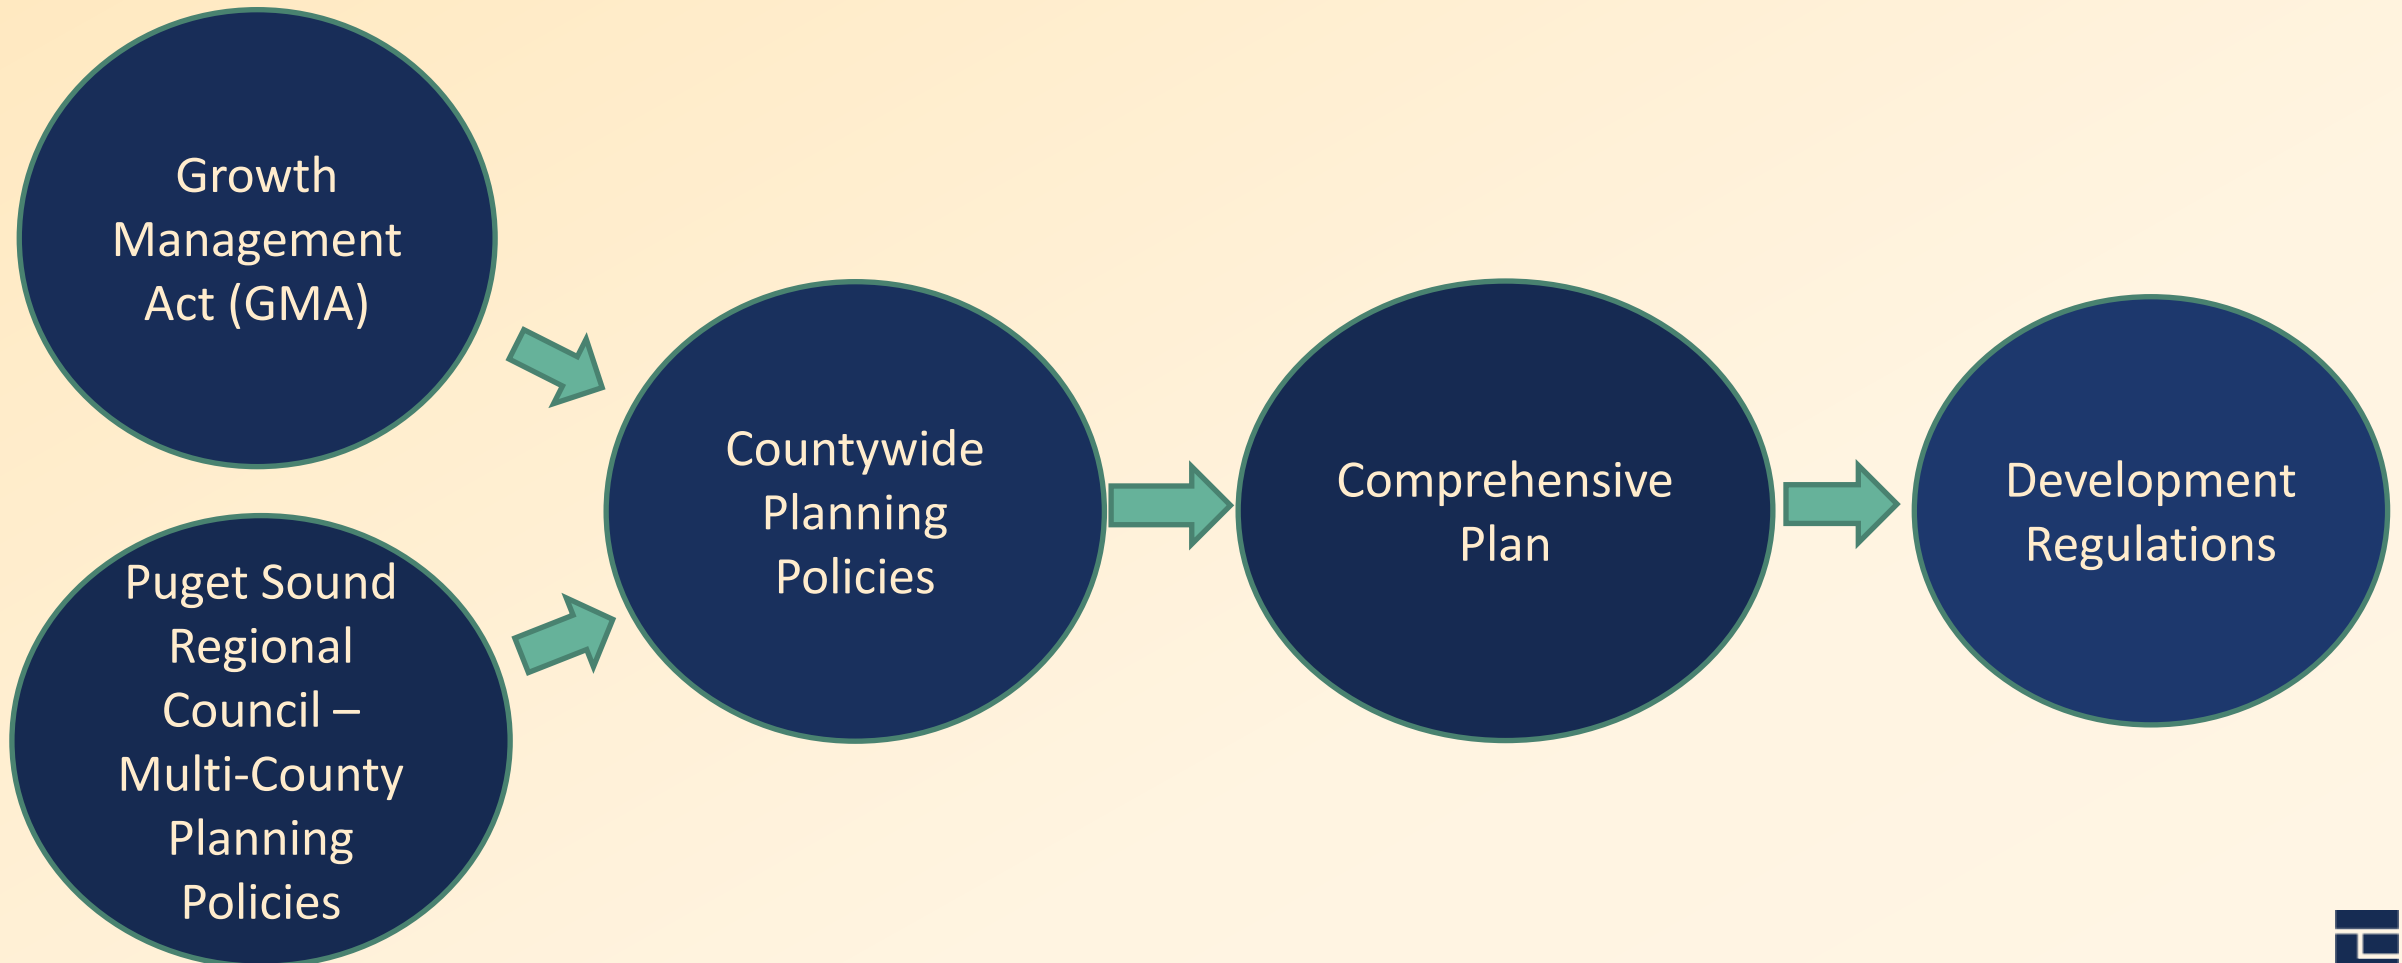 Growth
Management
Act (GMA)
Puget Sound
Regional
Council –
Multi-County
Planning
Policies
Countywide
Planning
Policies
Comprehensive
Plan
Development
Regulations